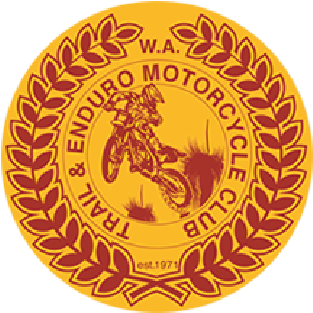 W.A.
TRAIL & ENDURO MOTORCYCLE CLUB
est.1971